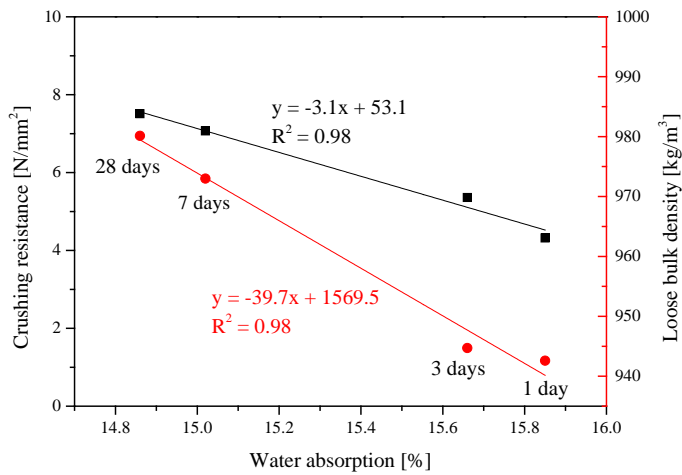 10
8
6
4
2
0
Crushing resistance [N/mm²]
1000
990
980
970
960
950
940
Loose bulk density [kg/m³]
y = -3.1x + 53.1
R² = 0.98
28 days
7 days
y = -39.7x + 1569.5
R² = 0.98
3 days
1 day
14.8 15.0 15.2 15.4 15.6 15.8 16.0
Water absorption [%]